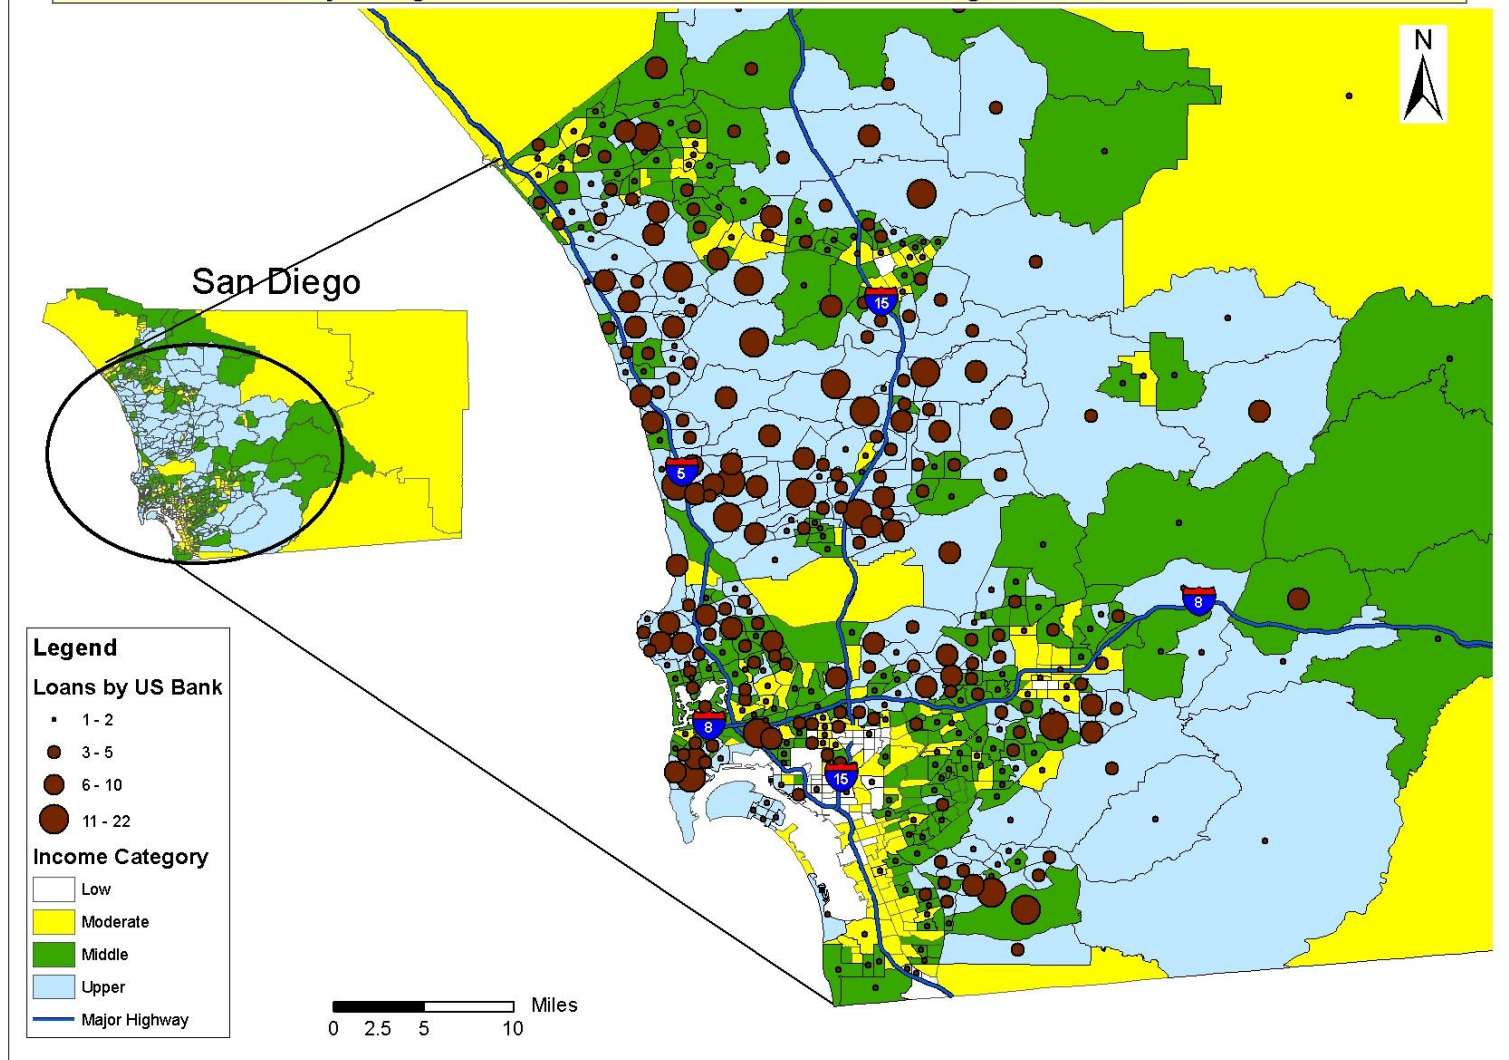 N
San Diego
15
5
8
8
15
Legend
Loans by US Bank
1 - 2
3 - 5
6 - 10
11 - 22
Income Category
Low
Moderate
Middle
Upper
Major Highway
Miles
0 2.5 5 10